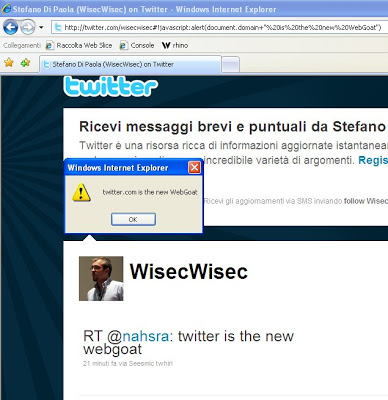 Stefano Di Paola (WisecWisec) on Twitter - Windows Internet Explorer
http://twitter.com/wisecwisec#!javascript:alert(document.domain+"%20is%20the%20new%20WebGoat")
Collegamenti Raccolta Web Slice Console! rhino
Stefano Di Paola (WisecWisec) on Twitter
twitter
Ricevi messaggi brevi e puntuali da Stefano
Twitter è una risorsa ricca di informazioni aggiornate istantanea
incredibile varietà di argomenti. Regis
Windows Internet Explorer
twitter.com is the new WebGoat
OK
Ricevi gli aggiornamenti via SMS inviando follow Wisec
WisecWisec
RT @nahsra: twitter is the new
webgoat
21 minuti fa via Seesmic twhirl